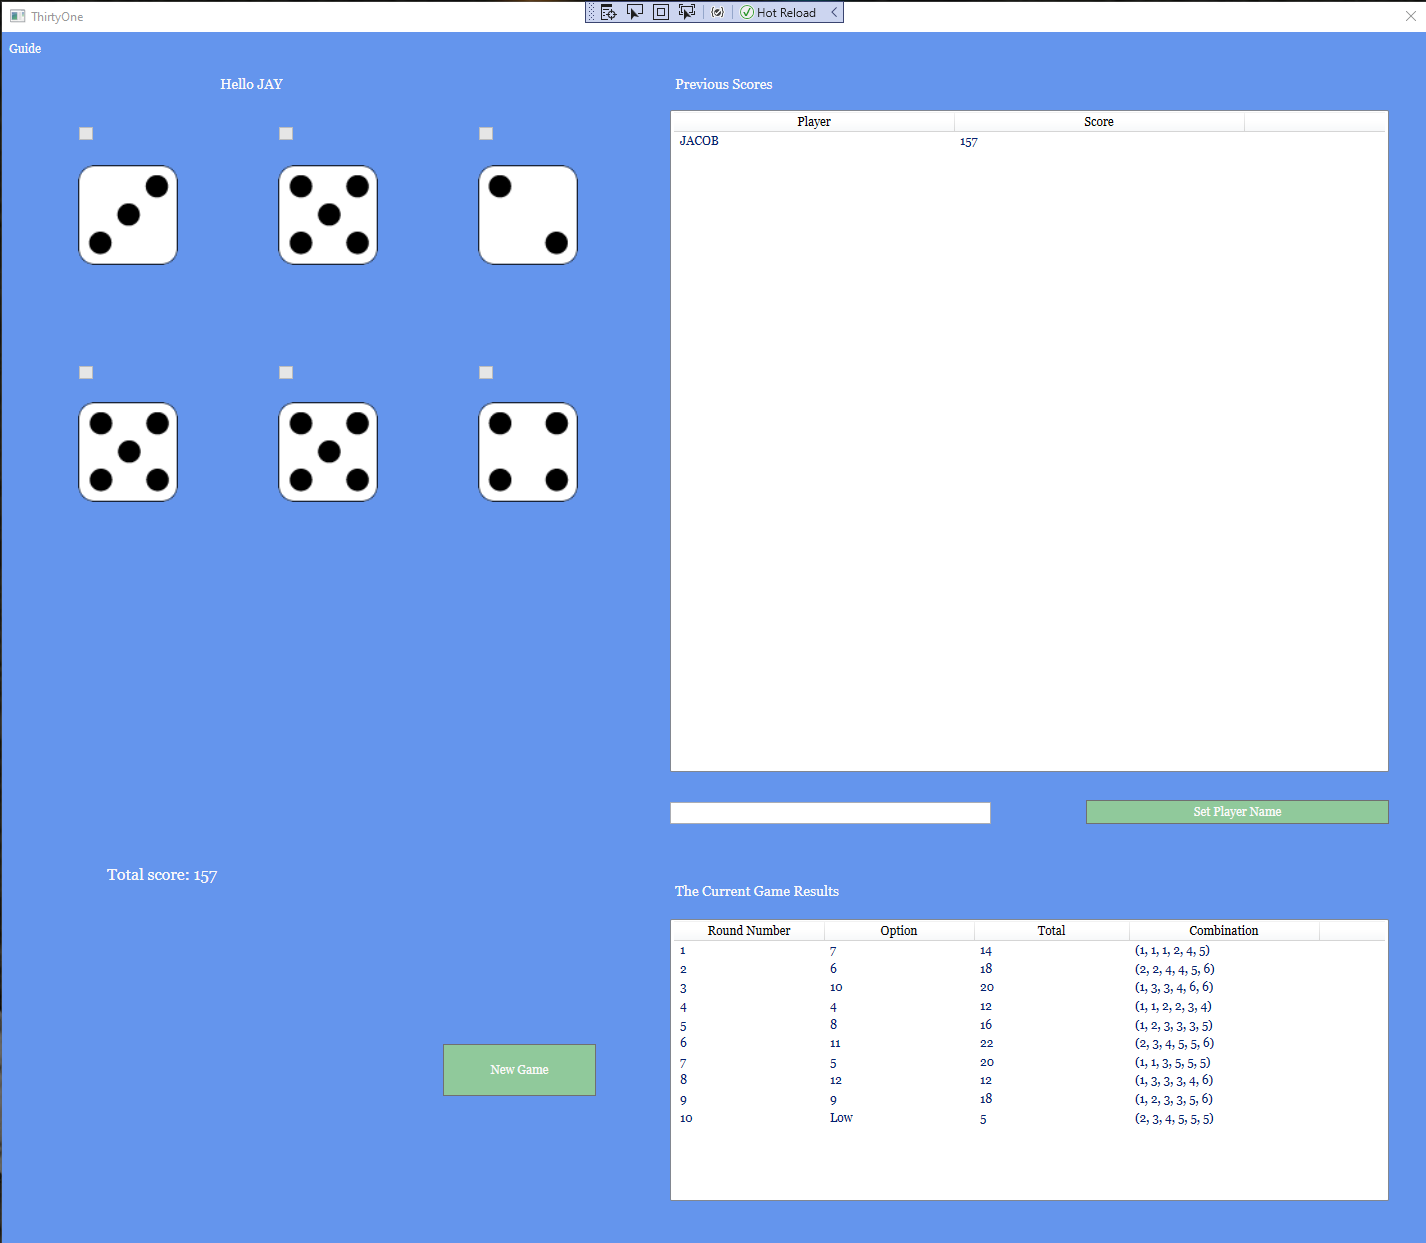 ThirtyOne
Hot Reload
Guide
Hello JAY
Previous Scores
Player Score
JACOB 157
Set Player Name
Total score: 157
The Current Game Results
Round Number Option Total Combination
1 7 14 (1, 1, 1, 2, 4, 5)
2 6 18 (2, 2, 4, 4, 5, 6)
3 10 20 (1, 3, 3, 4, 6, 6)
4 4 12 (1, 1, 2, 2, 3, 4)
5 8 16 (1, 2, 3, 3, 3, 5)
6 11 22 (2, 3, 4, 5, 5, 6)
7 5 20 (1, 1, 3, 5, 5, 5)
8 12 12 (1, 3, 3, 3, 4, 6)
9 9 18 (1, 2, 3, 3, 5, 6)
10 Low 5 (2, 3, 4, 5, 5, 5)
New Game